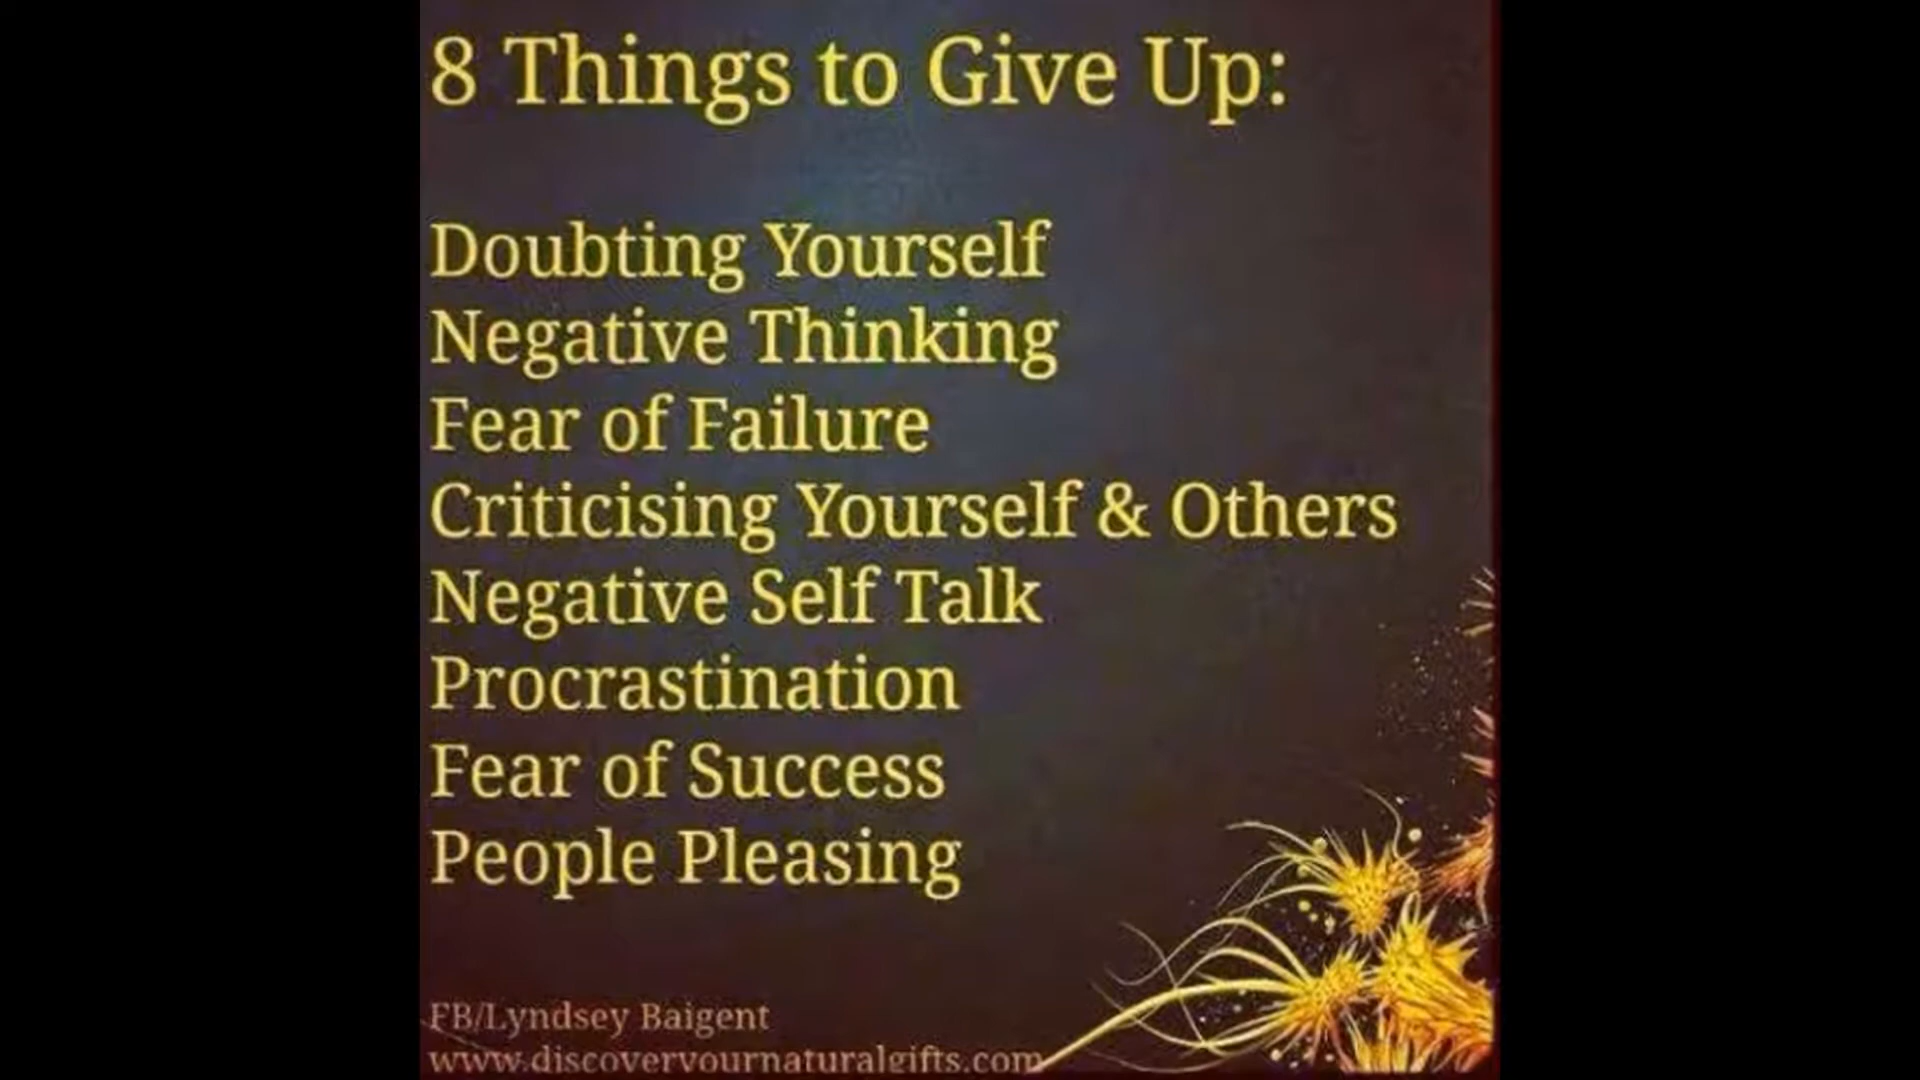 8 Things to Give Up:
Doubting Yourself
Negative Thinking
Fear of Failure
Criticising Yourself & Others
Negative Self Talk
Procrastination
Fear of Success
People Pleasing
FB/Lyndsey Baigent
www.discoveryournaturalgifts.com